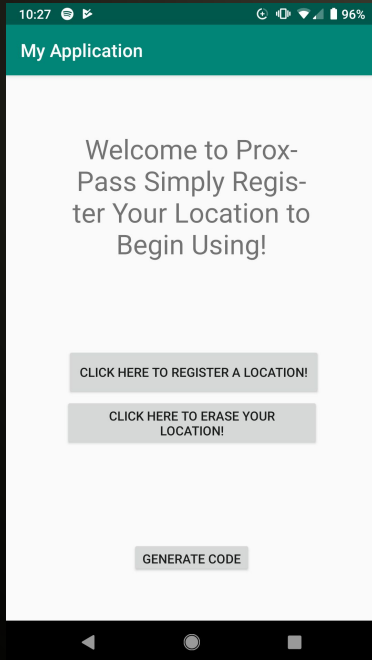 10:27
96%
My Application
Welcome to Prox-
Pass Simply Regis-
ter Your Location to
Begin Using!
CLICK HERE TO REGISTER A LOCATION!
CLICK HERE TO ERASE YOUR
LOCATION!
GENERATE CODE